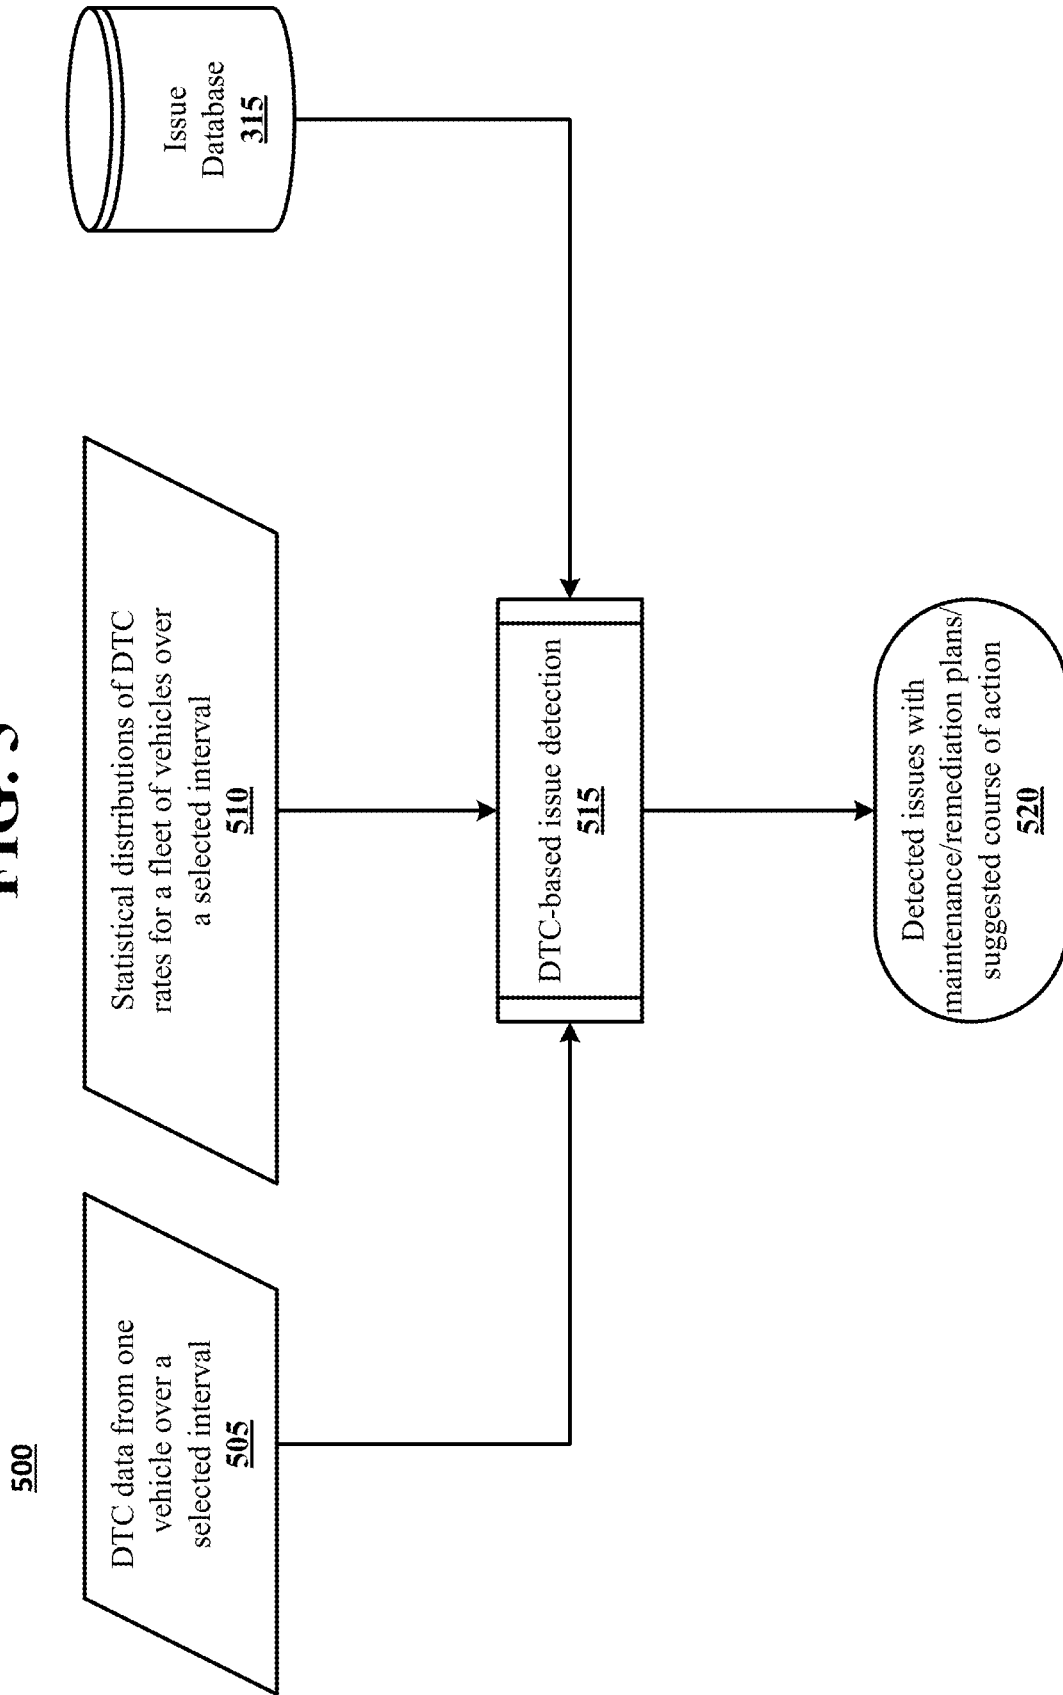 FIG. 5
500
DTC data from one
vehicle over a
selected interval
505
Statistical distributions of DTC
rates for a fleet of vehicles over
a selected interval
510
Issue
Database
315
DTC-based issue detection
515
Detected issues with
maintenance/remediation plans/
suggested course of action
520